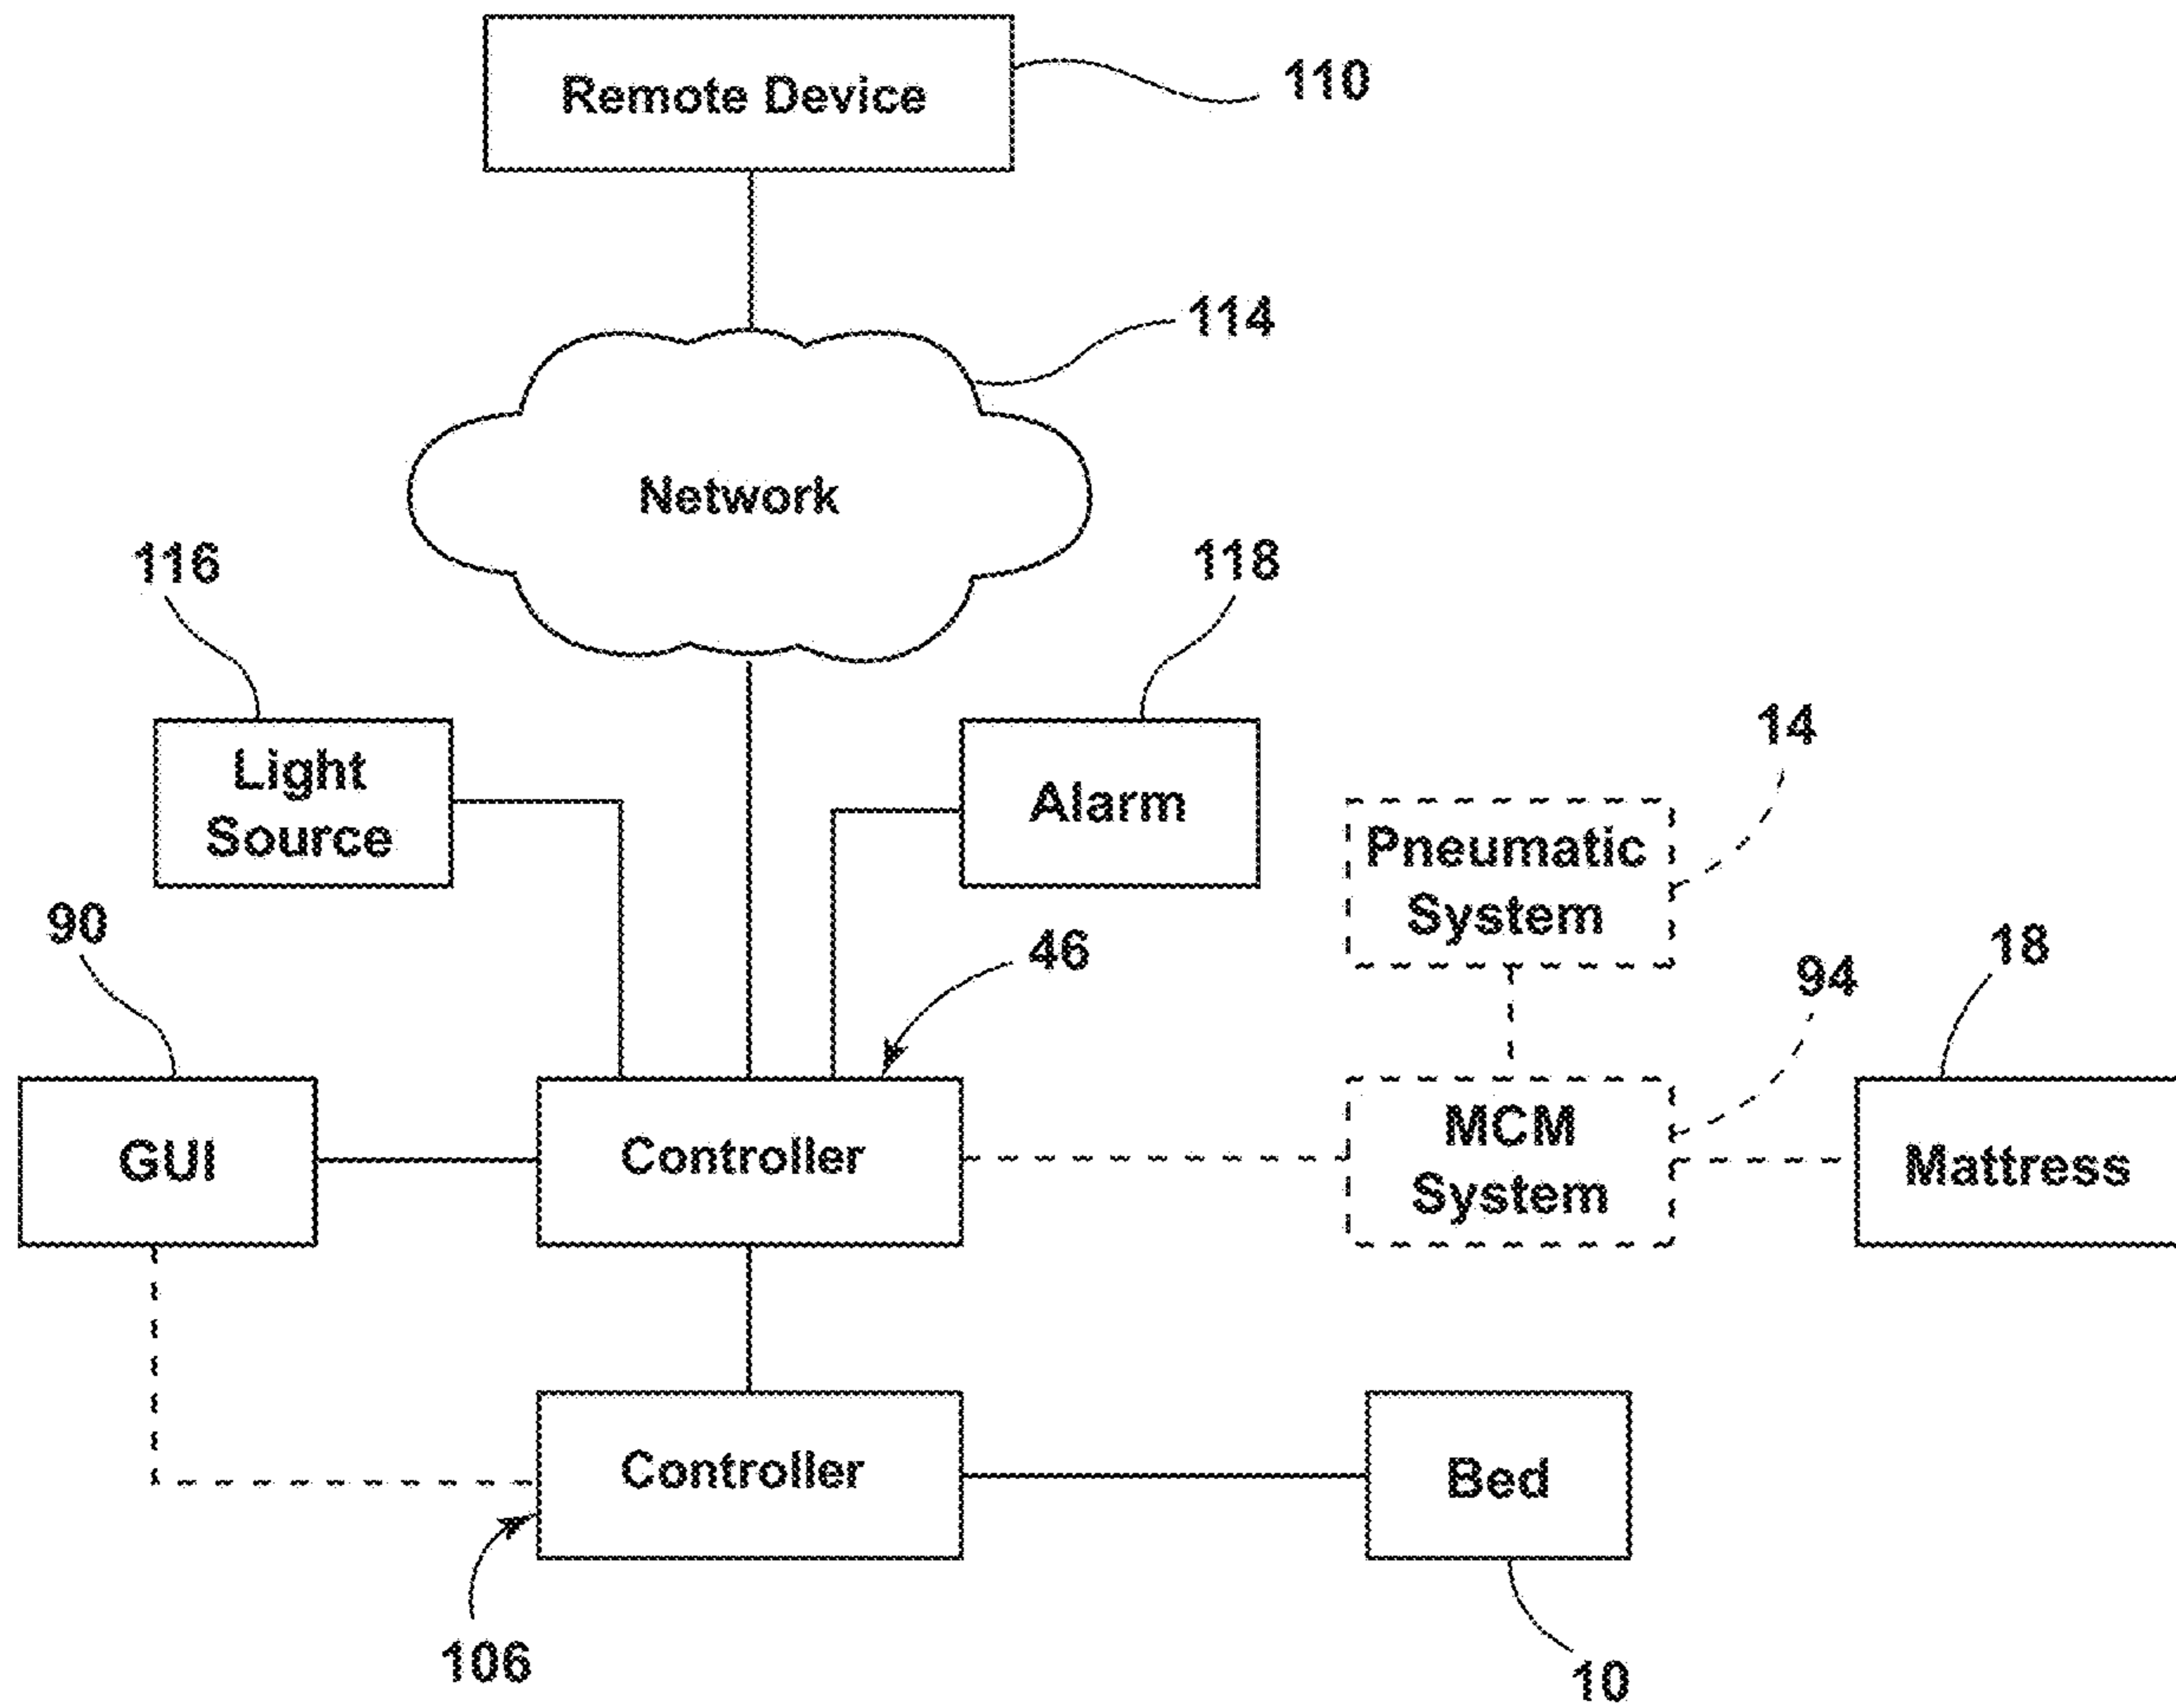 Remote Device
110
114
Network
116
118
14
Light
Source
Alarm
Pneumatic
System
90
46
18
94
GUI
Controller
MCM
System
Mattress
Controller
Bed
106
10